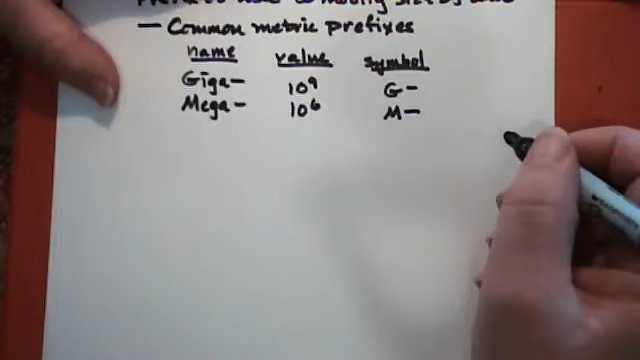 — Common metric prefixes
name value symbol
Giga- 10⁹ G-
Mega- 10⁶ M-